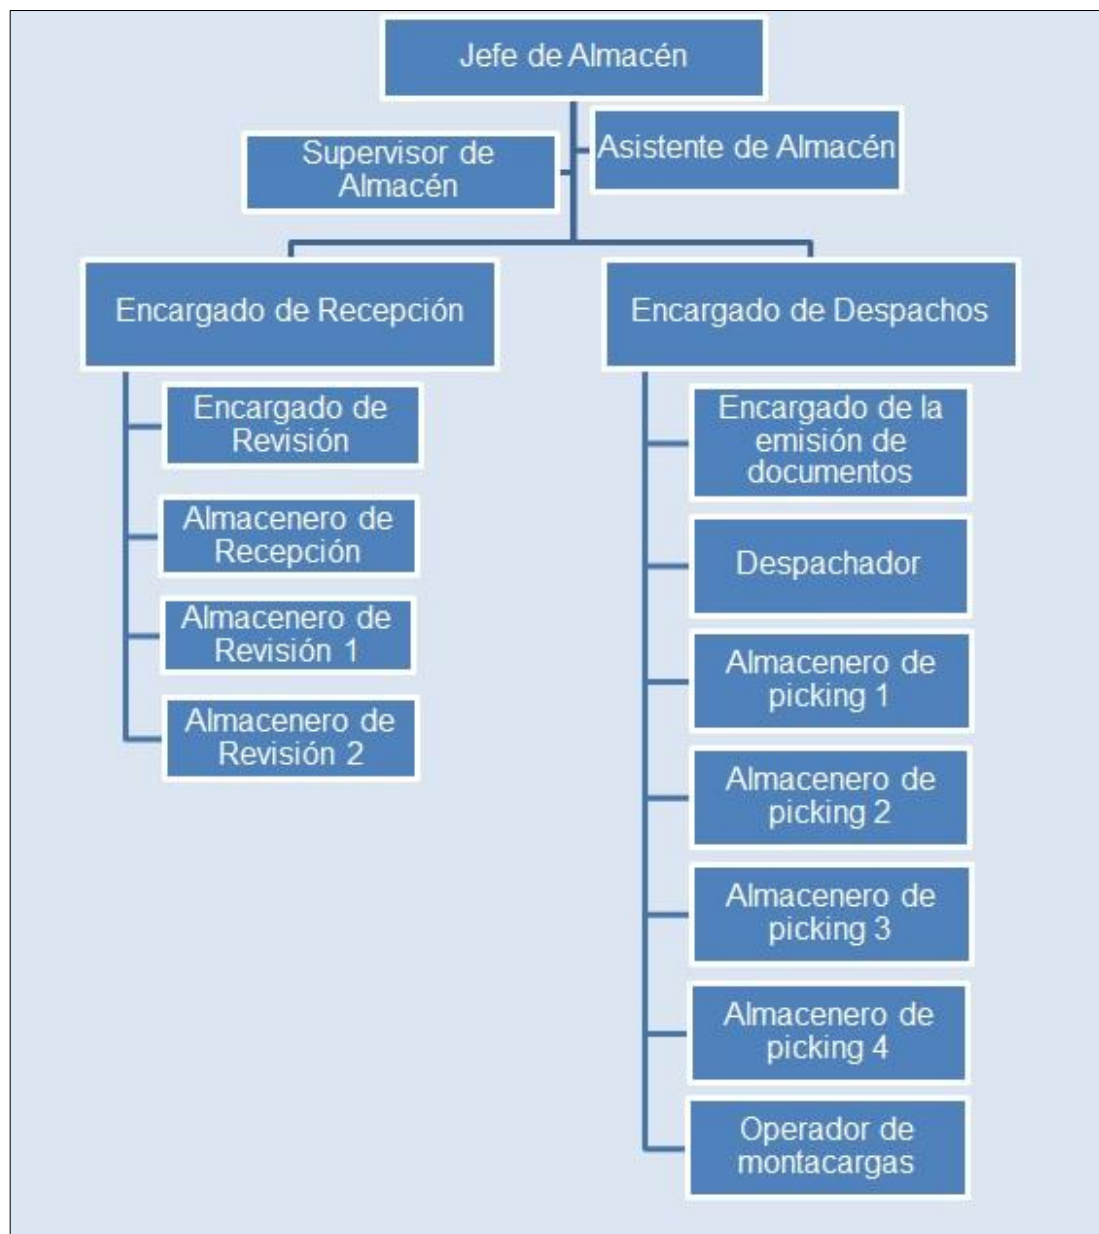 Jefe de Almacén
Asistente de Almacén
Supervisor de
Almacén
Encargado de Recepción
Encargado de Revisión
Almacenero de
Recepción
Almacenero de
Revisión 1
Almacenero de
Revisión 2
Encargado de Despachos
Encargado de la
emisión de
documentos
Despachador
Almacenero de
picking 1
Almacenero de
picking 2
Almacenero de
picking 3
Almacenero de
picking 4
Operador de
montacargas